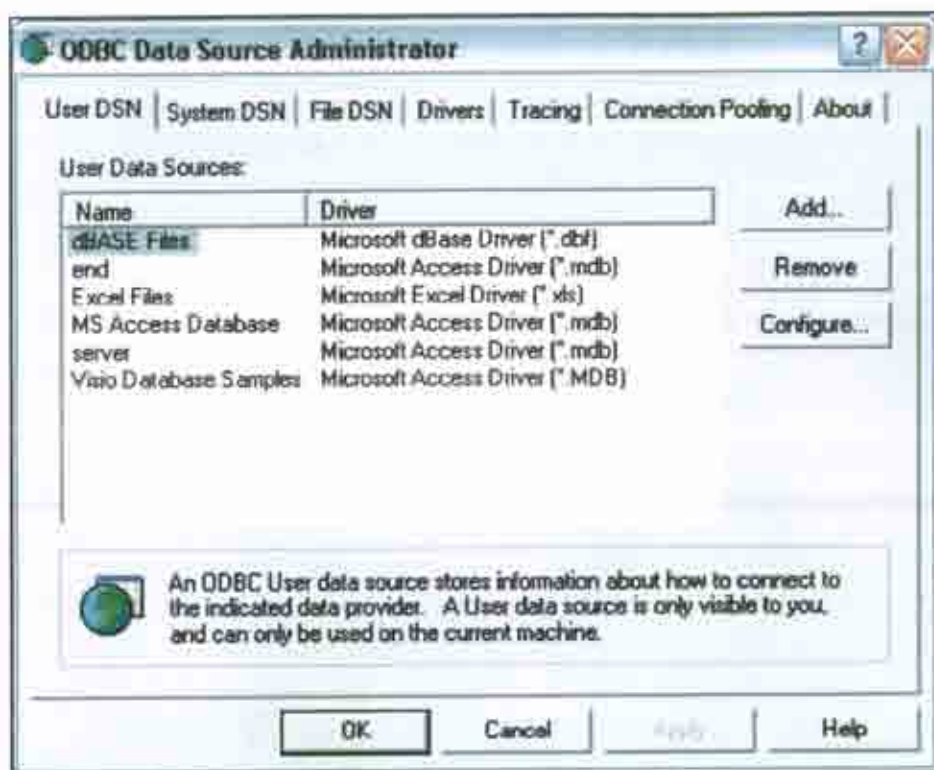 ODBC Data Source Administrator
User DSN System DSN File DSN Drivers Tracing Connection Pooling About
User Data Sources:
Name Driver
dBASE Files Microsoft dBase Driver (*.dbf)
end Microsoft Access Driver (*.mdb)
Excel Files Microsoft Excel Driver (*.xls)
MS Access Database Microsoft Access Driver (*.mdb)
server Microsoft Access Driver (*.mdb)
Visio Database Samples Microsoft Access Driver (*.MDB)
Add...
Remove
Configure...
An ODBC User data source stores information about how to connect to
the indicated data provider. A User data source is only visible to you,
and can only be used on the current machine.
OK Cancel Apply Help